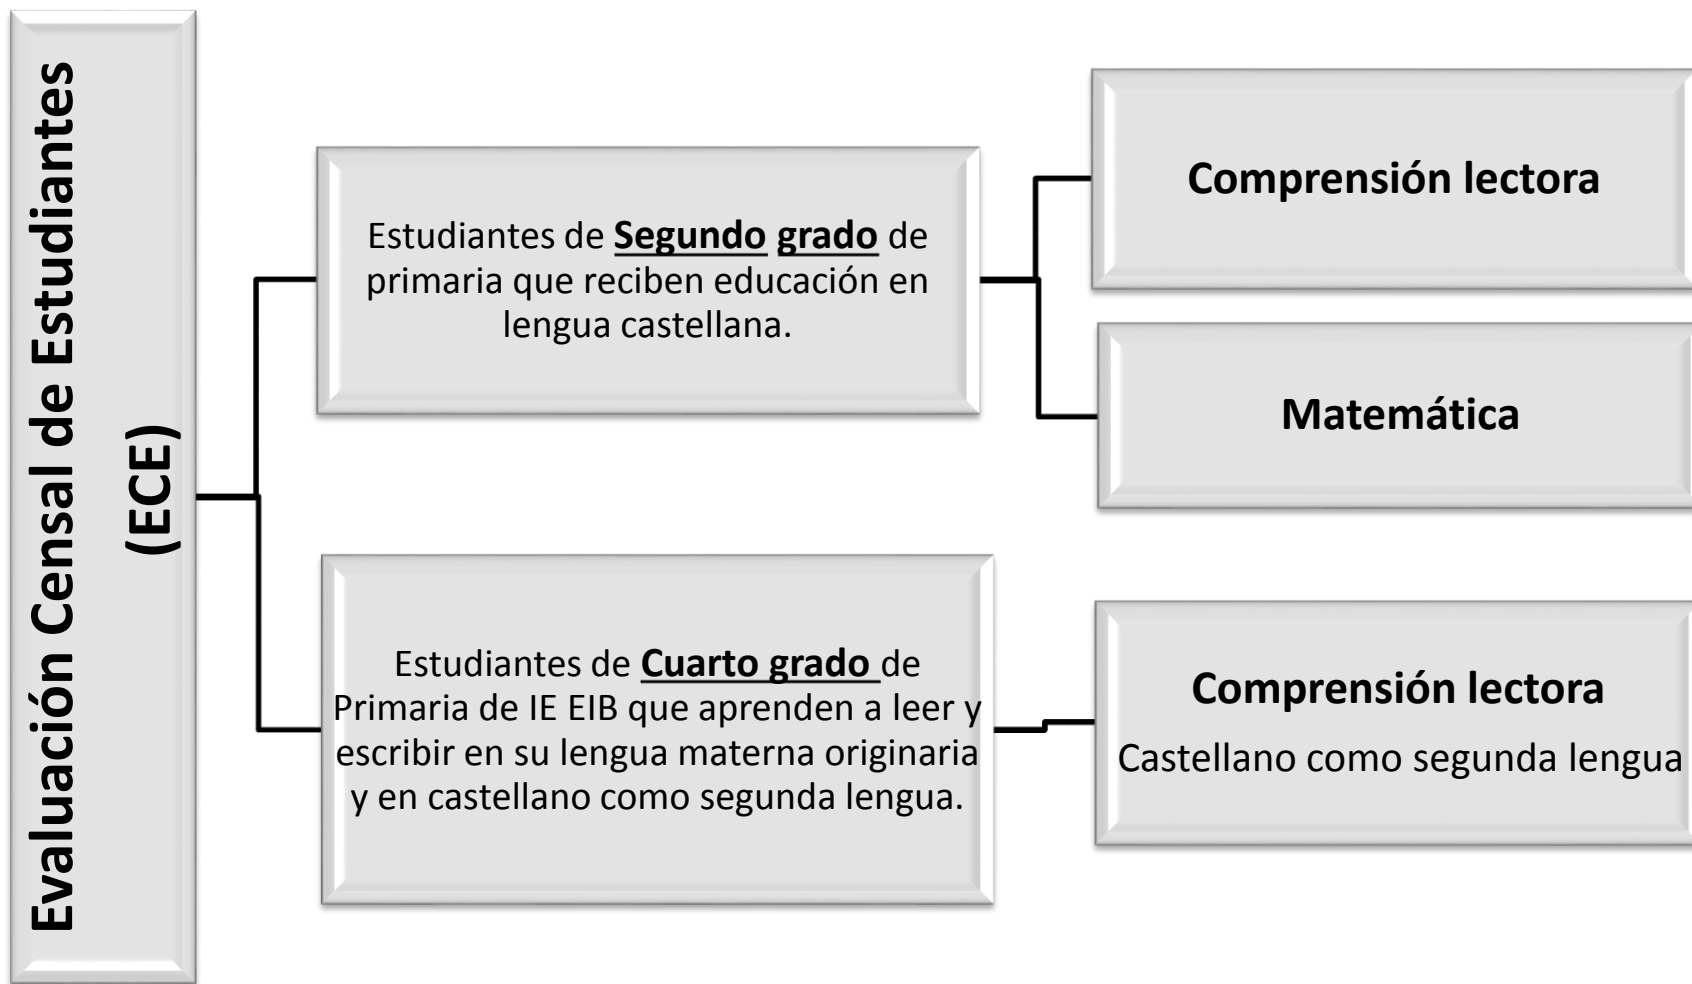 Evaluación Censal de Estudiantes
(ECE)
Estudiantes de Segundo grado de
primaria que reciben educación en
lengua castellana.
Comprensión lectora
Matemática
Estudiantes de Cuarto grado de
Primaria de IE EIB que aprenden a leer y
escribir en su lengua materna originaria
y en castellano como segunda lengua.
Comprensión lectora
Castellano como segunda lengua